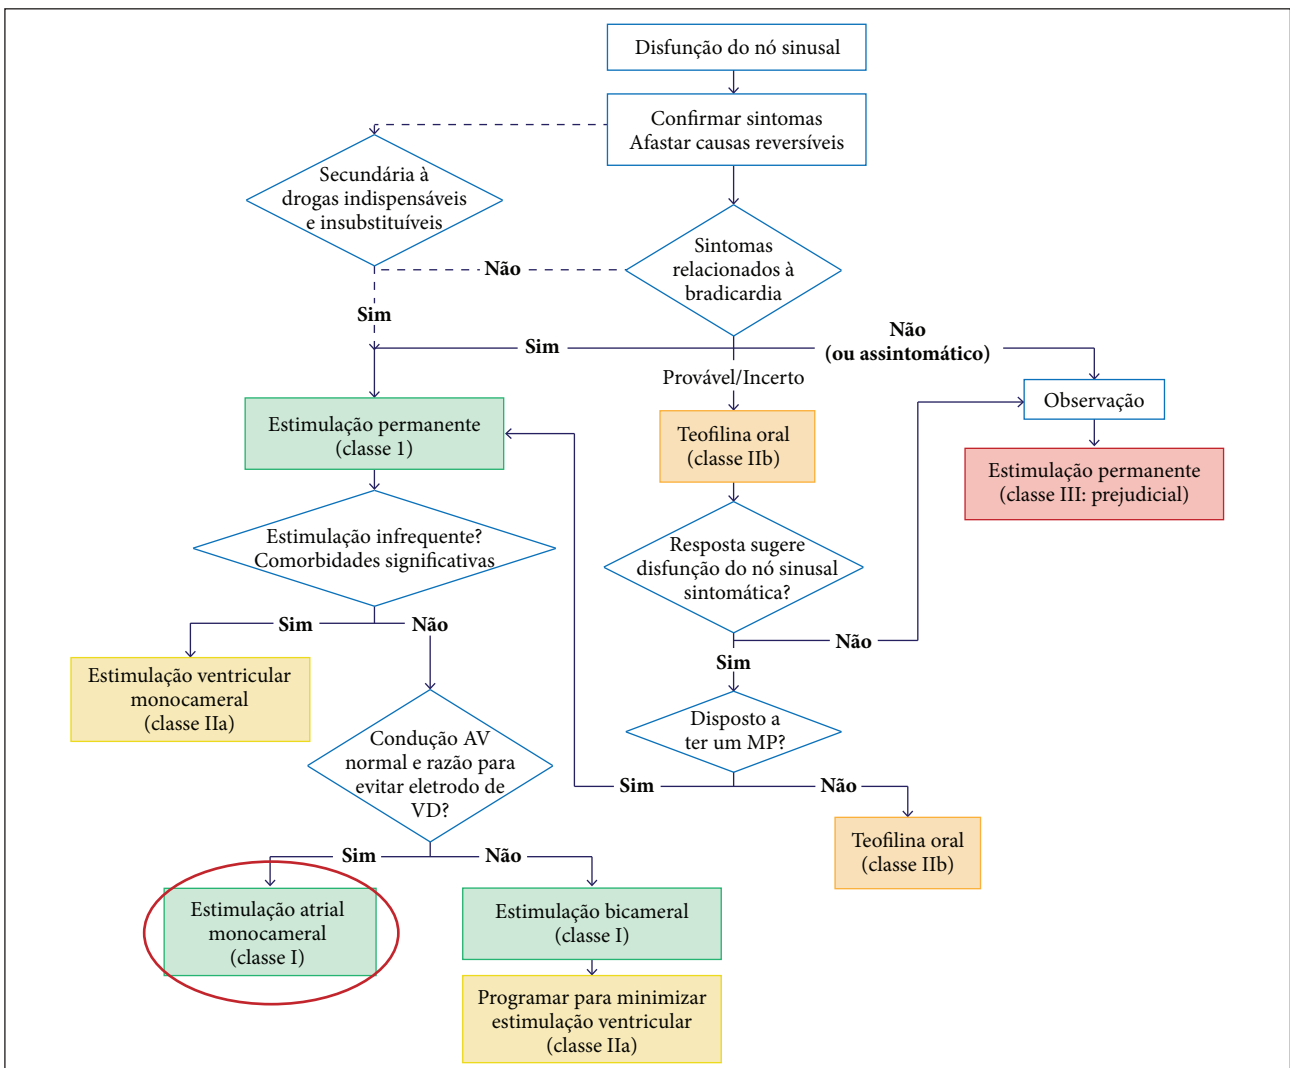 Disfunção do nó sinusal
Confirmar sintomas
Afastar causas reversíveis
Secundária à
drogas indispensáveis
e insubstituíveis
Sintomas
relacionados à
bradicardia
Não
Sim
Sim
Não
(ou assintomático)
Provável/Incerto
Observação
Estimulação permanente
(classe 1)
Teofilina oral
(classe IIb)
Estimulação permanente
(classe III: prejudicial)
Estimulação infrequente?
Comorbidades significativas
Resposta sugere
disfunção do nó sinusal
sintomática?
Sim
Não
Não
Sim
Estimulação ventricular
monocameral
(classe IIa)
Disposto a
ter um MP?
Condução AV
normal e razão para
evitar eletrodo de
VD?
Sim
Não
Teofilina oral
(classe IIb)
Sim
Não
Estimulação atrial
monocameral
(classe I)
Estimulação bicameral
(classe I)
Programar para minimizar
estimulação ventricular
(classe IIa)